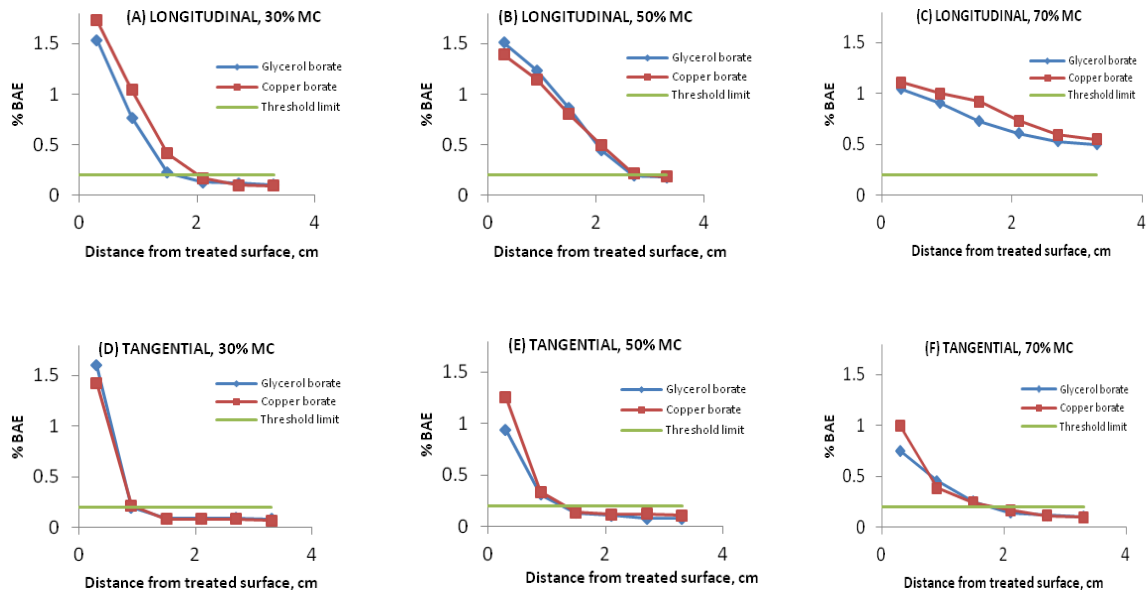 (A) LONGITUDINAL, 30% MC
1.5
1
0.5
0
% BAE
Glycerol borate
Copper borate
Threshold limit
0 2 4
Distance from treated surface, cm
(B) LONGITUDINAL, 50% MC
1.5
1
0.5
0
% BAE
Glycerol borate
Copper borate
Threshold limit
0 2 4
Distance from treated surface, cm
(C) LONGITUDINAL, 70% MC
1.5
1
0.5
0
% BAE
Glycerol borate
Copper borate
Threshold limit
0 2 4
Distance from treated surface, cm
(D) TANGENTIAL, 30% MC
1.5
1
0.5
0
% BAE
Glycerol borate
Copper borate
Threshold limit
0 2 4
Distance from treated surface, cm
(E) TANGENTIAL, 50% MC
1.5
1
0.5
0
% BAE
Glycerol borate
Copper borate
Threshold limit
0 2 4
Distance from treated surface, cm
(F) TANGENTIAL, 70% MC
1.5
1
0.5
0
% BAE
Glycerol borate
Copper borate
Threshold limit
0 2 4
Distance from treated surface, cm